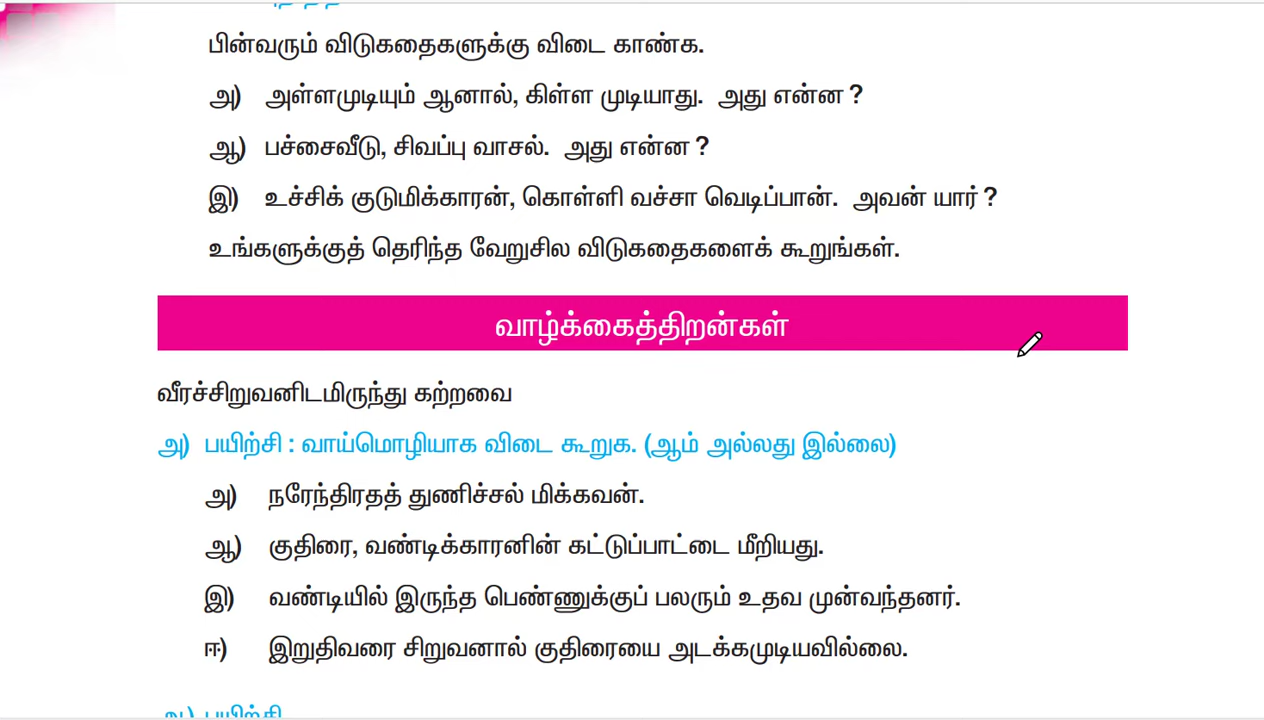 பின்வரும் விடுகதைகளுக்கு விடை காண்க.
அ) அள்ளமுடியும் ஆனால், கிள்ள முடியாது. அது என்ன ?
ஆ) பச்சைவீடு, சிவப்பு வாசல். அது என்ன ?
இ) உச்சிக் குடுமிக்காரன், கொள்ளி வச்சா வெடிப்பான். அவன் யார் ?
உங்களுக்குத் தெரிந்த வேறுசில விடுகதைகளைக் கூறுங்கள்.
வாழ்க்கைத்திறன்கள்
வீரச்சிறுவனிடமிருந்து கற்றவை
அ) பயிற்சி : வாய்மொழியாக விடை கூறுக. (ஆம் அல்லது இல்லை)
அ) நரேந்திரதத் துணிச்சல் மிக்கவன்.
ஆ) குதிரை, வண்டிக்காரனின் கட்டுப்பாட்டை மீறியது.
இ) வண்டியில் இருந்த பெண்ணுக்குப் பலரும் உதவ முன்வந்தனர்.
ஈ) இறுதிவரை சிறுவனால் குதிரையை அடக்கமுடியவில்லை.
பயிற்சி